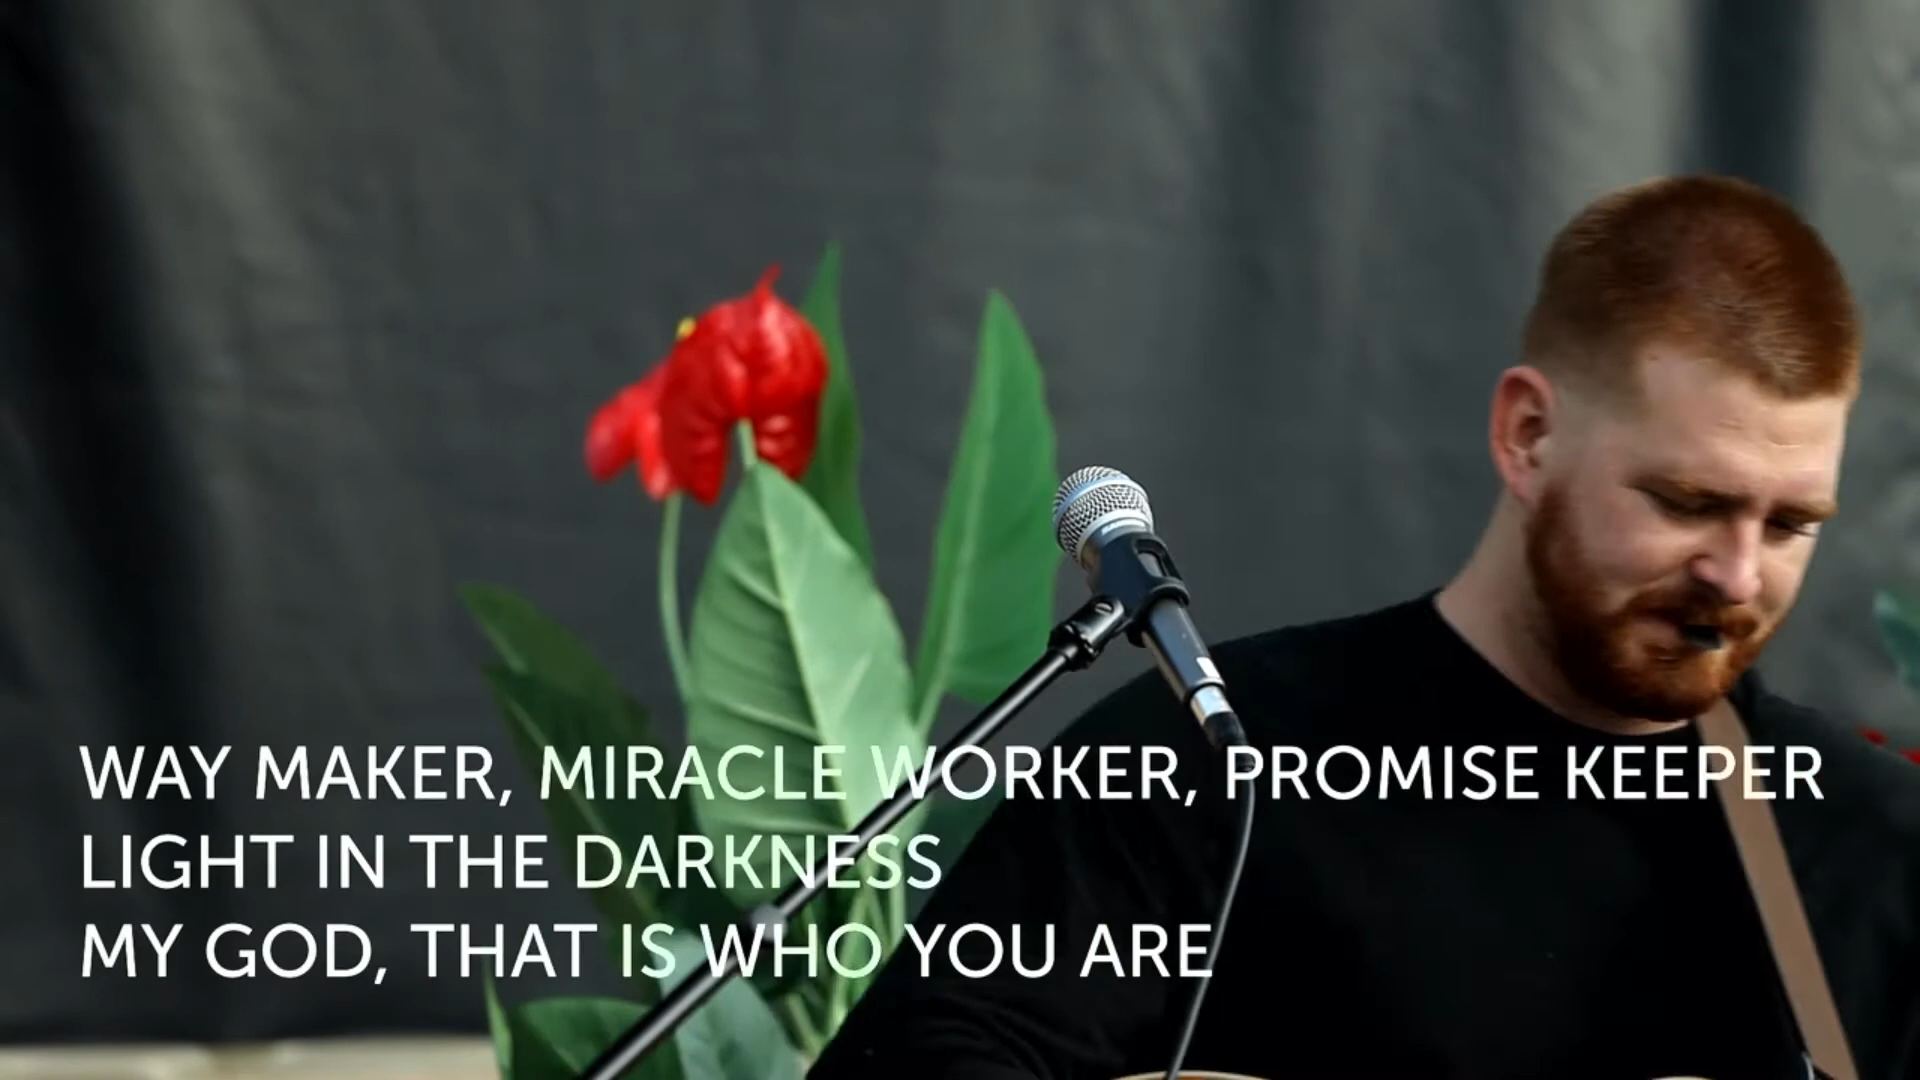 WAY MAKER, MIRACLE WORKER, PROMISE KEEPER
LIGHT IN THE DARKNESS
MY GOD, THAT IS WHO YOU ARE